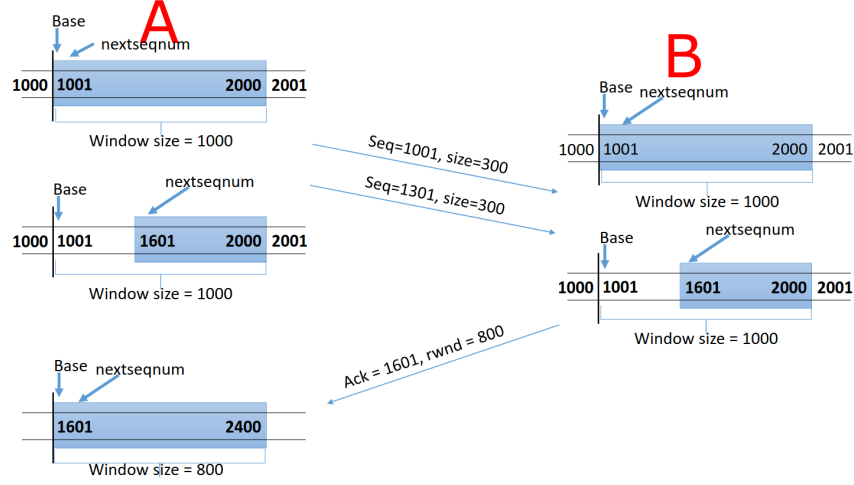 A
Base
nextseqnum
1000 1001 2000 2001
Window size = 1000
B
Base
nextseqnum
1000 1001 2000 2001
Window size = 1000
Seq=1001, size=300
Seq=1301, size=300
Base
nextseqnum
1000 1001 1601 2000 2001
Window size = 1000
Base
nextseqnum
1000 1001 1601 2000 2001
Window size = 1000
Ack = 1601, rwnd = 800
Base
nextseqnum
1601 2400
Window size = 800